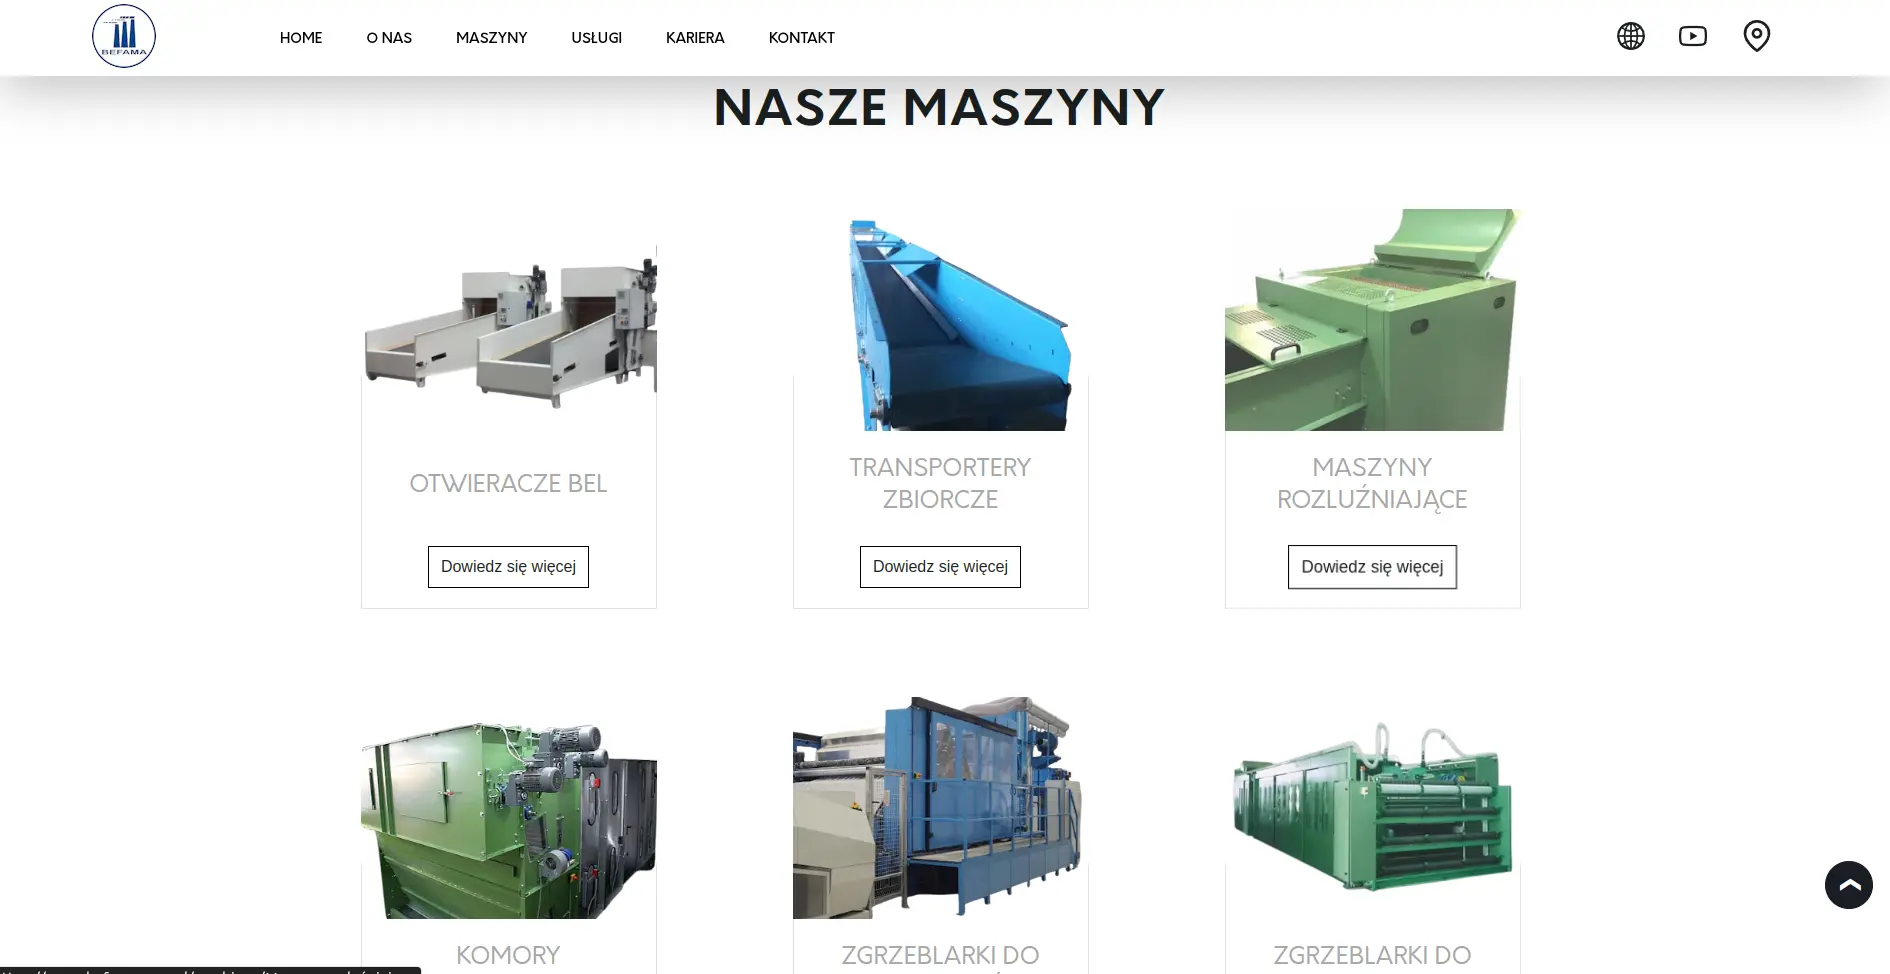 BEFAMA
HOME
O NAS
MASZYNY
USŁUGI
KARIERA
KONTAKT
NASZE MASZYNY
OTWIERACZE BEL
TRANSPORTERY
ZBIORCZE
MASZYNY
ROZLUŹNIAJĄCE
Dowiedz się więcej
Dowiedz się więcej
Dowiedz się więcej
KOMORY
ZGRZEBLARKI DO
ZGRZEBLARKI DO